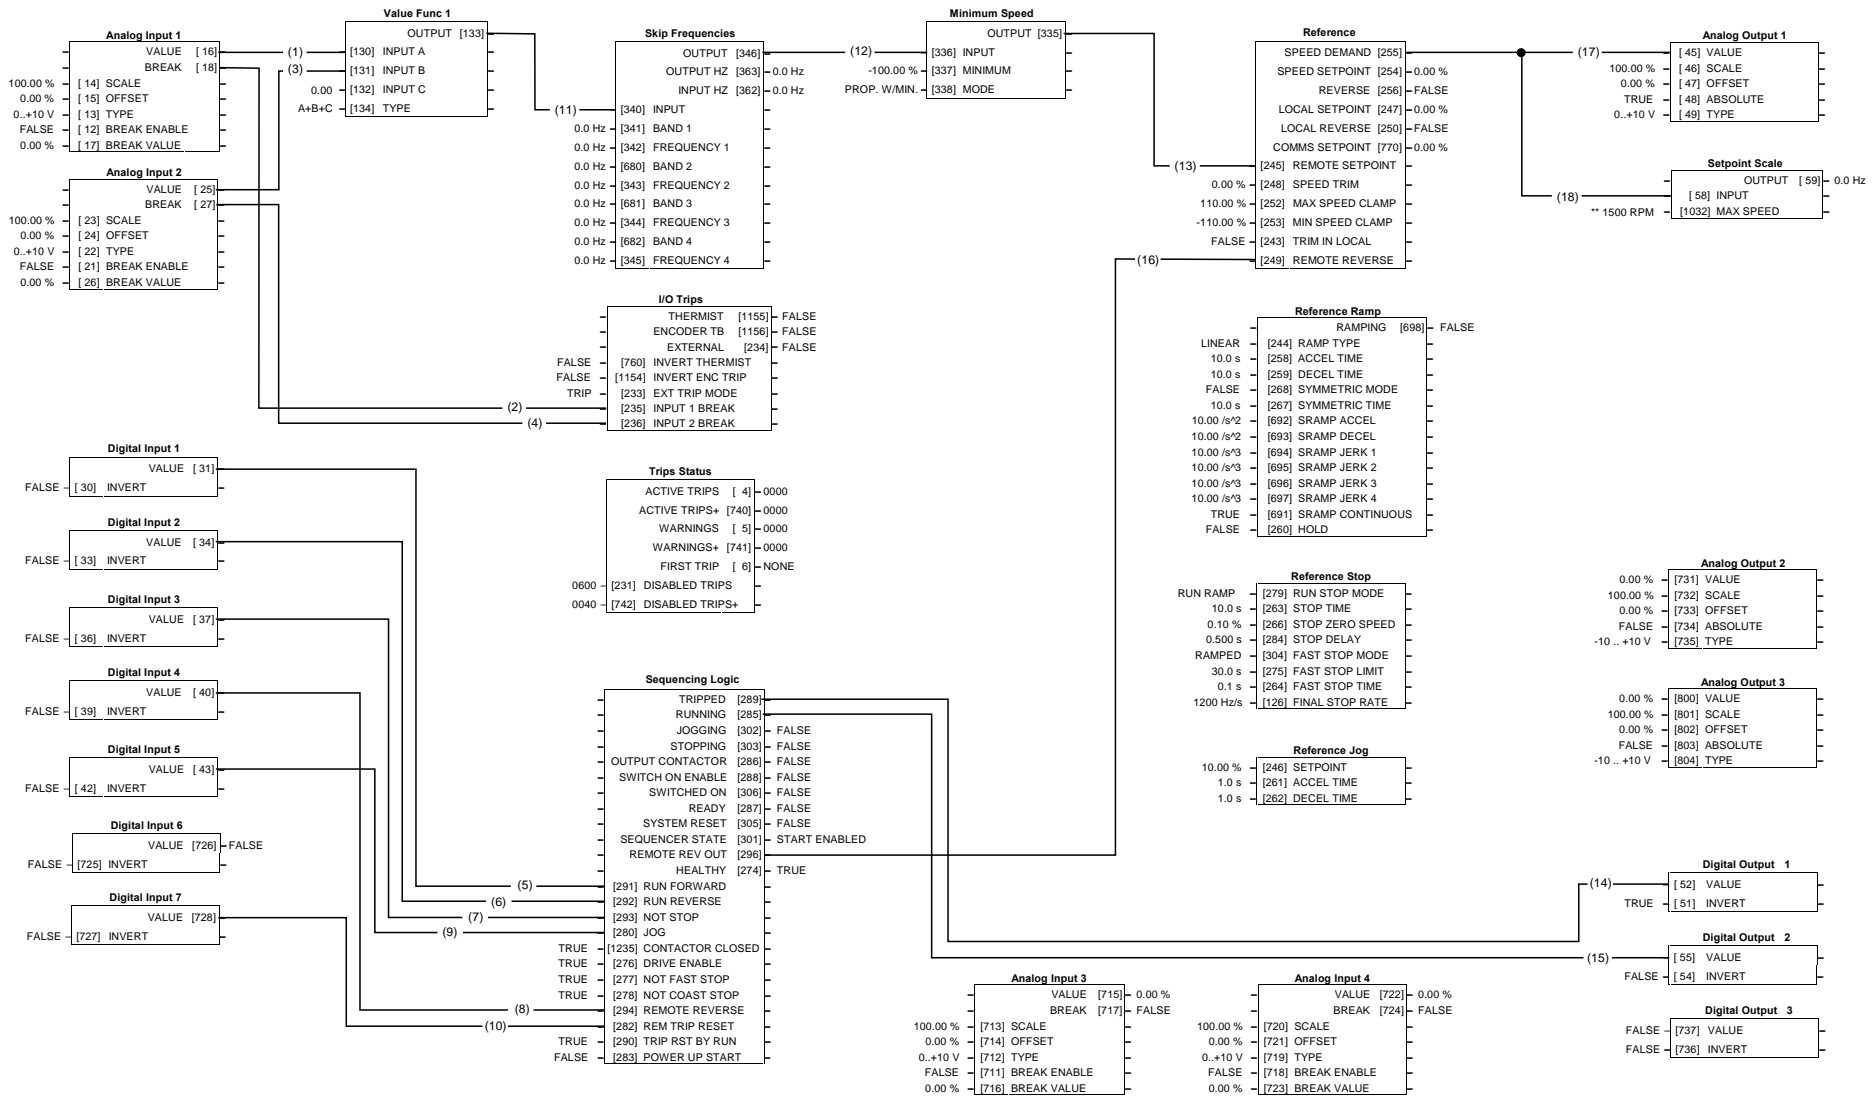 Analog Input 1
VALUE [ 16]
BREAK [ 18]
100.00 % [ 14] SCALE
0.00 % [ 15] OFFSET
0..+10 V [ 13] TYPE
FALSE [ 12] BREAK ENABLE
0.00 % [ 17] BREAK VALUE
(1)
(3)
Value Func 1
OUTPUT [133]
[130] INPUT A
[131] INPUT B
0.00 [132] INPUT C
A+B+C [134] TYPE
Analog Input 2
VALUE [ 25]
BREAK [ 27]
100.00 % [ 23] SCALE
0.00 % [ 24] OFFSET
0..+10 V [ 22] TYPE
FALSE [ 21] BREAK ENABLE
0.00 % [ 26] BREAK VALUE
(11)
Skip Frequencies
OUTPUT [346]
OUTPUT HZ [363] 0.0 Hz
INPUT HZ [362] 0.0 Hz
[340] INPUT
0.0 Hz [341] BAND 1
0.0 Hz [342] FREQUENCY 1
0.0 Hz [680] BAND 2
0.0 Hz [343] FREQUENCY 2
0.0 Hz [681] BAND 3
0.0 Hz [344] FREQUENCY 3
0.0 Hz [682] BAND 4
0.0 Hz [345] FREQUENCY 4
(12)
Minimum Speed
OUTPUT [335]
[336] INPUT
-100.00 % [337] MINIMUM
PROP. W/MIN. [338] MODE
(13)
(16)
Reference
SPEED DEMAND [255]
SPEED SETPOINT [254] 0.00 %
REVERSE [256] FALSE
LOCAL SETPOINT [247] 0.00 %
LOCAL REVERSE [250] FALSE
COMMS SETPOINT [770] 0.00 %
[245] REMOTE SETPOINT
0.00 % [248] SPEED TRIM
110.00 % [252] MAX SPEED CLAMP
-110.00 % [253] MIN SPEED CLAMP
FALSE [243] TRIM IN LOCAL
[249] REMOTE REVERSE
(17)
Analog Output 1
[ 45] VALUE
100.00 % [ 46] SCALE
0.00 % [ 47] OFFSET
TRUE [ 48] ABSOLUTE
0..+10 V [ 49] TYPE
(18)
Setpoint Scale
OUTPUT [ 59] 0.0 Hz
[ 58] INPUT
** 1500 RPM [1032] MAX SPEED
I/O Trips
THERMIST [1155] FALSE
ENCODER TB [1156] FALSE
EXTERNAL [234] FALSE
FALSE [760] INVERT THERMIST
FALSE [1154] INVERT ENC TRIP
TRIP [233] EXT TRIP MODE
(2) [235] INPUT 1 BREAK
(4) [236] INPUT 2 BREAK
Reference Ramp
RAMPING [698] FALSE
LINEAR [244] RAMP TYPE
10.0 s [258] ACCEL TIME
10.0 s [259] DECEL TIME
FALSE [268] SYMMETRIC MODE
10.0 s [267] SYMMETRIC TIME
10.00 /s^2 [692] SRAMP ACCEL
10.00 /s^2 [693] SRAMP DECEL
10.00 /s^3 [694] SRAMP JERK 1
10.00 /s^3 [695] SRAMP JERK 2
10.00 /s^3 [696] SRAMP JERK 3
10.00 /s^3 [697] SRAMP JERK 4
TRUE [691] SRAMP CONTINUOUS
FALSE [260] HOLD
Digital Input 1
VALUE [ 31]
FALSE [ 30] INVERT
Digital Input 2
VALUE [ 34]
FALSE [ 33] INVERT
Digital Input 3
VALUE [ 37]
FALSE [ 36] INVERT
Digital Input 4
VALUE [ 40]
FALSE [ 39] INVERT
Digital Input 5
VALUE [ 43]
FALSE [ 42] INVERT
Digital Input 6
VALUE [726] FALSE
FALSE [725] INVERT
Digital Input 7
VALUE [728]
FALSE [727] INVERT
Trips Status
ACTIVE TRIPS [ 4] 0000
ACTIVE TRIPS+ [740] 0000
WARNINGS [ 5] 0000
WARNINGS+ [741] 0000
FIRST TRIP [ 6] NONE
0600 [231] DISABLED TRIPS
0040 [742] DISABLED TRIPS+
Sequencing Logic
TRIPPED [289]
RUNNING [285]
JOGGING [302] FALSE
STOPPING [303] FALSE
OUTPUT CONTACTOR [286] FALSE
SWITCH ON ENABLE [288] FALSE
SWITCHED ON [306] FALSE
READY [287] FALSE
SYSTEM RESET [305] FALSE
SEQUENCER STATE [301] START ENABLED
REMOTE REV OUT [296]
HEALTHY [274] TRUE
(5) [291] RUN FORWARD
(6) [292] RUN REVERSE
(7) [293] NOT STOP
(9) [280] JOG
TRUE [1235] CONTACTOR CLOSED
TRUE [276] DRIVE ENABLE
TRUE [277] NOT FAST STOP
TRUE [278] NOT COAST STOP
(8) [294] REMOTE REVERSE
(10) [282] REM TRIP RESET
TRUE [290] TRIP RST BY RUN
FALSE [283] POWER UP START
Reference Stop
RUN RAMP [279] RUN STOP MODE
10.0 s [263] STOP TIME
0.10 % [266] STOP ZERO SPEED
0.500 s [284] STOP DELAY
RAMPED [304] FAST STOP MODE
30.0 s [275] FAST STOP LIMIT
0.1 s [264] FAST STOP TIME
1200 Hz/s [126] FINAL STOP RATE
Reference Jog
10.00 % [246] SETPOINT
1.0 s [261] ACCEL TIME
1.0 s [262] DECEL TIME
Analog Output 2
0.00 % [731] VALUE
100.00 % [732] SCALE
0.00 % [733] OFFSET
FALSE [734] ABSOLUTE
-10 .. +10 V [735] TYPE
Analog Output 3
0.00 % [800] VALUE
100.00 % [801] SCALE
0.00 % [802] OFFSET
FALSE [803] ABSOLUTE
-10 .. +10 V [804] TYPE
Digital Output 1
(14) [ 52] VALUE
TRUE [ 51] INVERT
Digital Output 2
(15) [ 55] VALUE
FALSE [ 54] INVERT
Digital Output 3
FALSE [737] VALUE
FALSE [736] INVERT
Analog Input 3
VALUE [715] 0.00 %
BREAK [717] FALSE
100.00 % [713] SCALE
0.00 % [714] OFFSET
0..+10 V [712] TYPE
FALSE [711] BREAK ENABLE
0.00 % [716] BREAK VALUE
Analog Input 4
VALUE [722] 0.00 %
BREAK [724] FALSE
100.00 % [720] SCALE
0.00 % [721] OFFSET
0..+10 V [719] TYPE
FALSE [718] BREAK ENABLE
0.00 % [723] BREAK VALUE